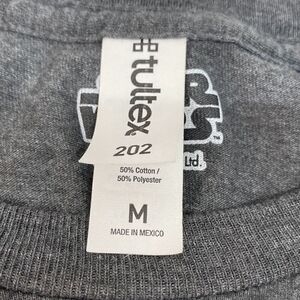 tultex
202
50% Cotton /
50% Polyester
M
MADE IN MEXICO
Ltd.